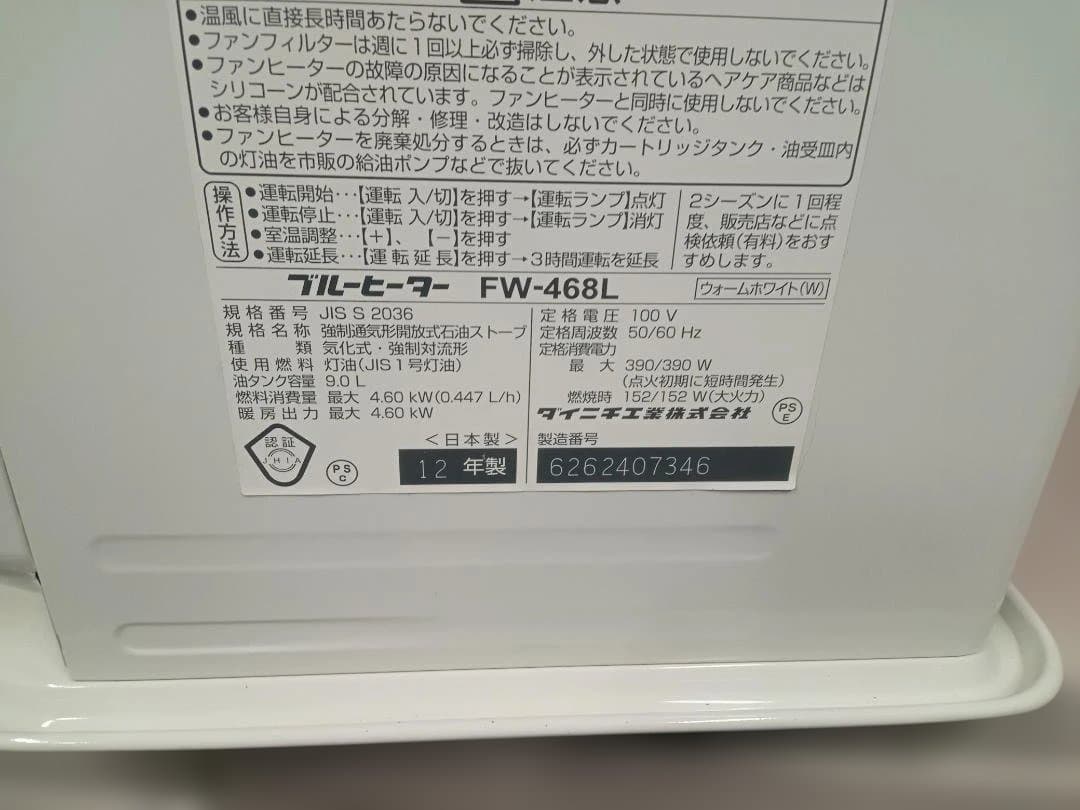 ●温風に直接長時間あたらないでください。
●ファンフィルターは週に1回以上必ず掃除し、外した状態で使用しないでください。
●ファンヒーターの故障の原因になることが表示されているヘアケア商品などは
シリコーンが配合されています。ファンヒーターと同時に使用しないでください。
●お客様自身による分解・修理・改造はしないでください。
●ファンヒーターを廃棄処分するときは、必ずカートリッジタンク・油受皿内
の灯油を市販の給油ポンプなどで抜いてください。
操作方法
●運転開始…【運転 入/切】を押す→【運転ランプ】点灯
●運転停止…【運転 入/切】を押す→【運転ランプ】消灯
●室温調整…【+】、【−】を押す
●運転延長…【運転延長】を押す→3時間運転を延長
2シーズンに1回程
度、販売店などに点
検依頼(有料)をおす
すめします。
ブルーヒーター FW-468L ウォームホワイト(W)
規格番号 JIS S 2036
規格名称 強制通気形開放式石油ストーブ
種類 気化式・強制対流形
使用燃料 灯油(JIS1号灯油)
油タンク容量 9.0 L
燃料消費量 最大 4.60 kW(0.447 L/h)
暖房出力 最大 4.60 kW
定格電圧 100 V
定格周波数 50/60 Hz
定格消費電力
最大 390/390 W
(点火初期に短時間発生)
燃焼時 152/152 W(大火力)
ダイニチ工業株式会社
PS
E
認証
JHIA
PS
C
<日本製>
12 年製
製造番号
6262407346